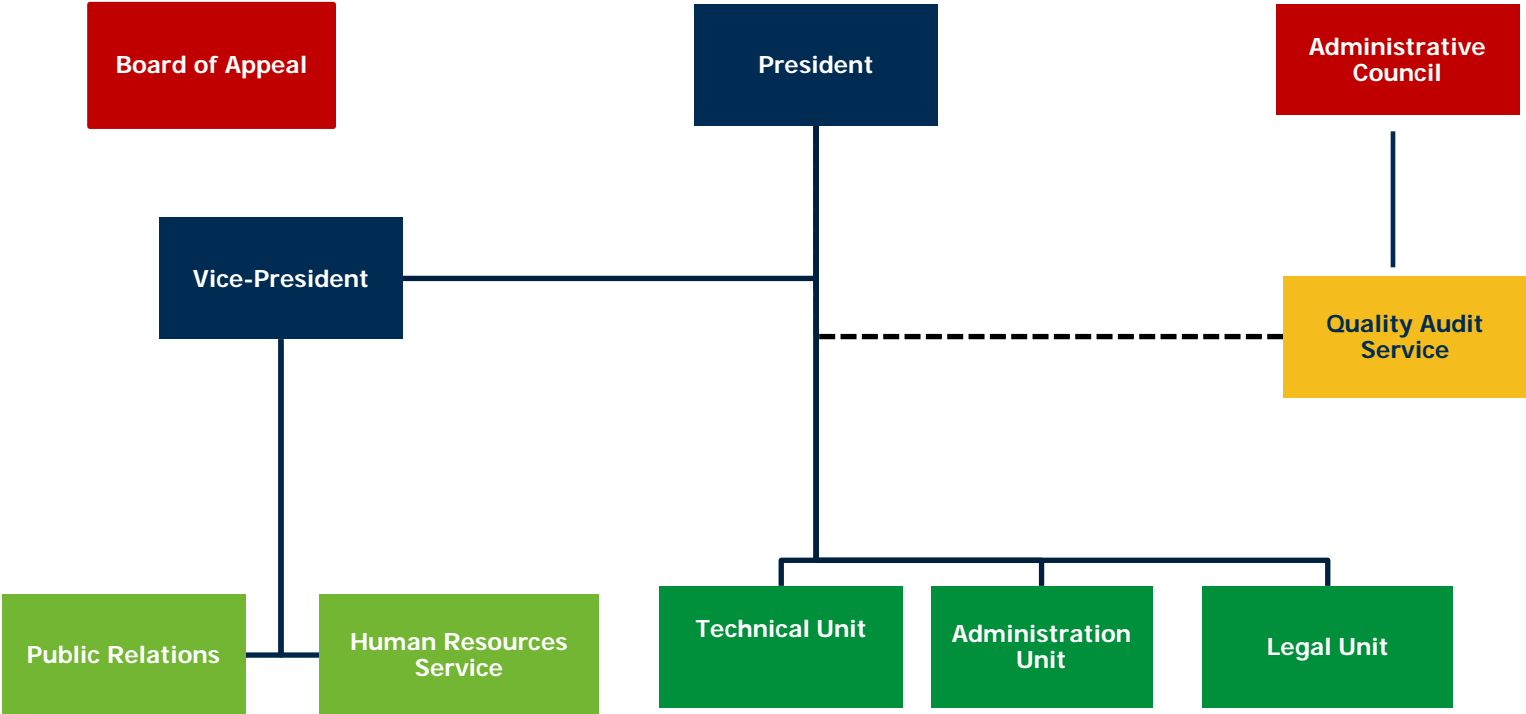 Board of Appeal
President
Administrative
Council
Vice-President
Quality Audit
Service
Public Relations
Human Resources
Service
Technical Unit
Administration
Unit
Legal Unit